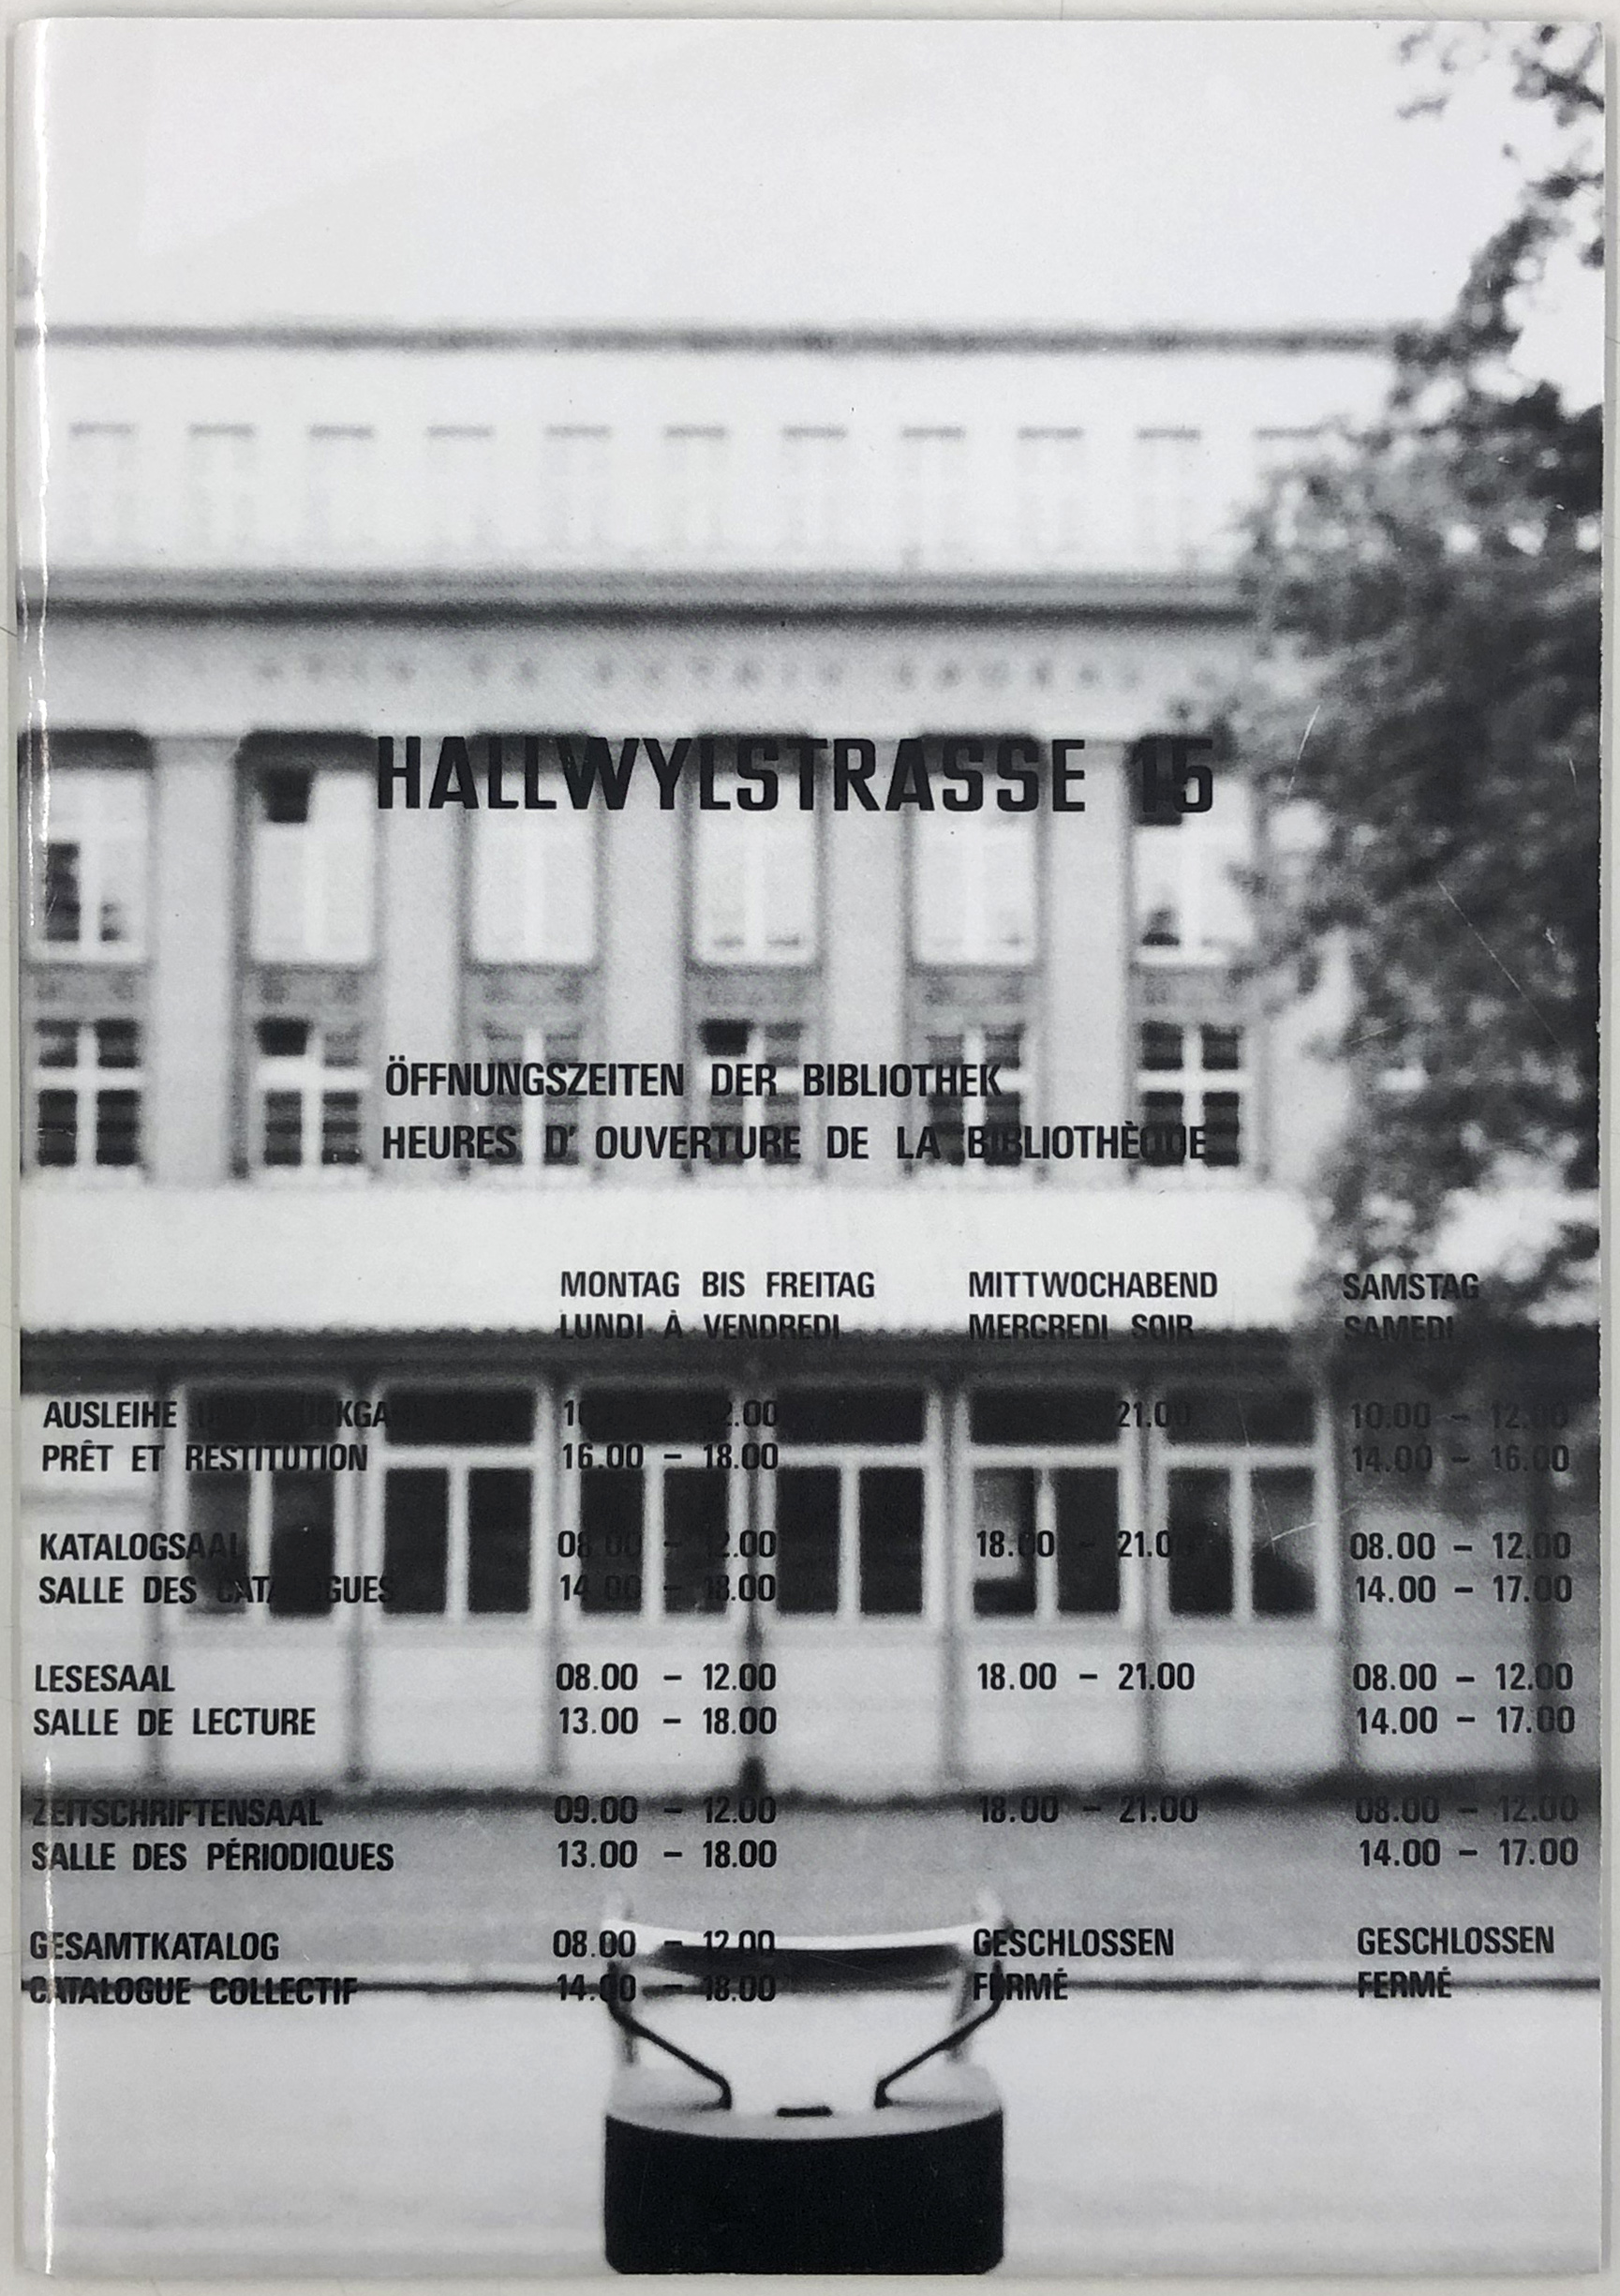 HALLWYLSTRASSE 15
ÖFFNUNGSZEITEN DER BIBLIOTHEK
HEURES D' OUVERTURE DE LA BIBLIOTHÈQUE
MONTAG BIS FREITAG MITTWOCHABEND SAMSTAG
LUNDI À VENDREDI MERCREDI SOIR SAMEDI
AUSLEIHE 21.00 10.00 – 12.00
PRÊT ET RESTITUTION 16.00 – 18.00 14.00 – 16.00
KATALOGSAAL 08.00 – 12.00 18.00 – 21.00 08.00 – 12.00
SALLE DES CATALOGUES 14.00 – 18.00 14.00 – 17.00
LESESAAL 08.00 – 12.00 18.00 – 21.00 08.00 – 12.00
SALLE DE LECTURE 13.00 – 18.00 14.00 – 17.00
ZEITSCHRIFTENSAAL 09.00 – 12.00 18.00 – 21.00 08.00 – 12.00
SALLE DES PÉRIODIQUES 13.00 – 18.00 14.00 – 17.00
GESAMTKATALOG 08.00 – 12.00 GESCHLOSSEN GESCHLOSSEN
CATALOGUE COLLECTIF 14.00 – 18.00 FERMÉ FERMÉ